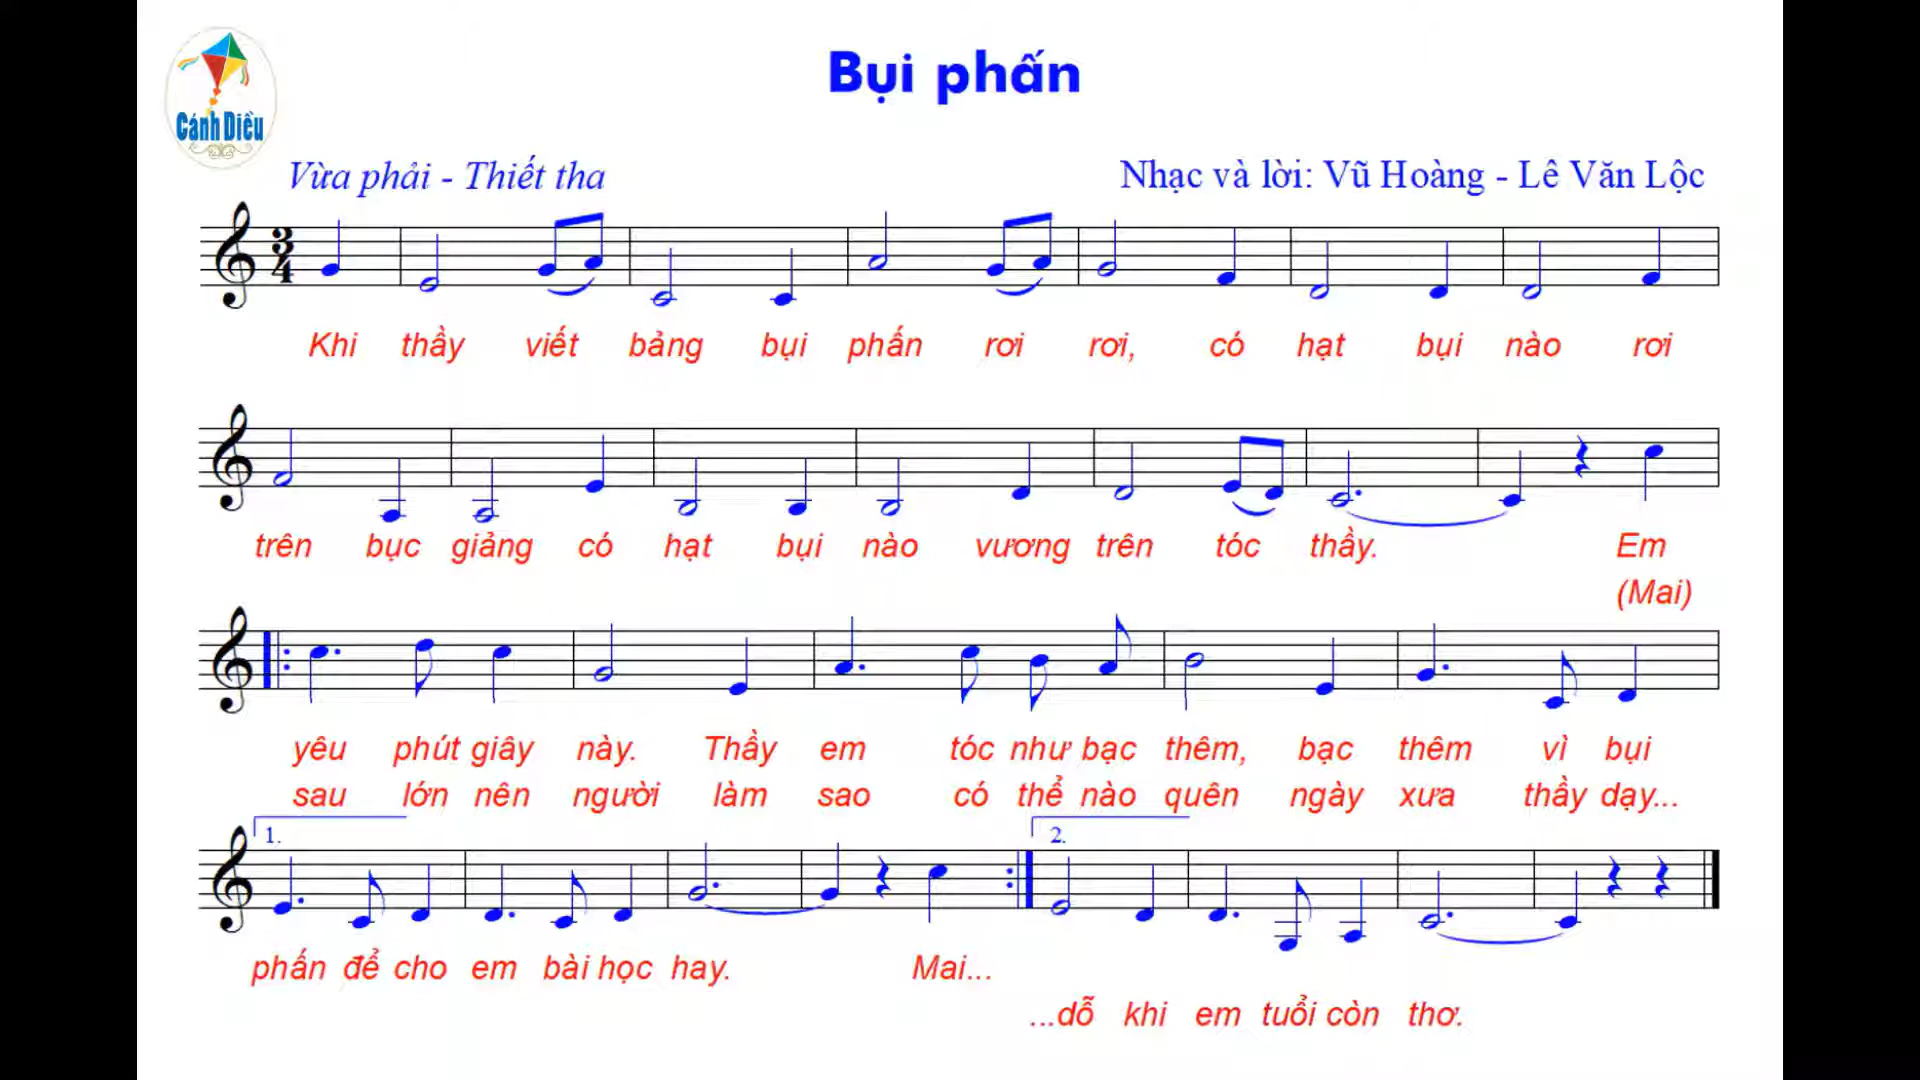 Cánh Diều
Bụi phấn
Vừa phải - Thiết tha
Nhạc và lời: Vũ Hoàng - Lê Văn Lộc
3
4
Khi thầy viết bảng bụi phấn rơi rơi, có hạt bụi nào rơi
trên bục giảng có hạt bụi nào vương trên tóc thầy. Em
(Mai)
yêu phút giây này. Thầy em tóc như bạc thêm, bạc thêm vì bụi
sau lớn nên người làm sao có thể nào quên ngày xưa thầy dạy...
1. 2.
phấn để cho em bài học hay. Mai...
...dỗ khi em tuổi còn thơ.